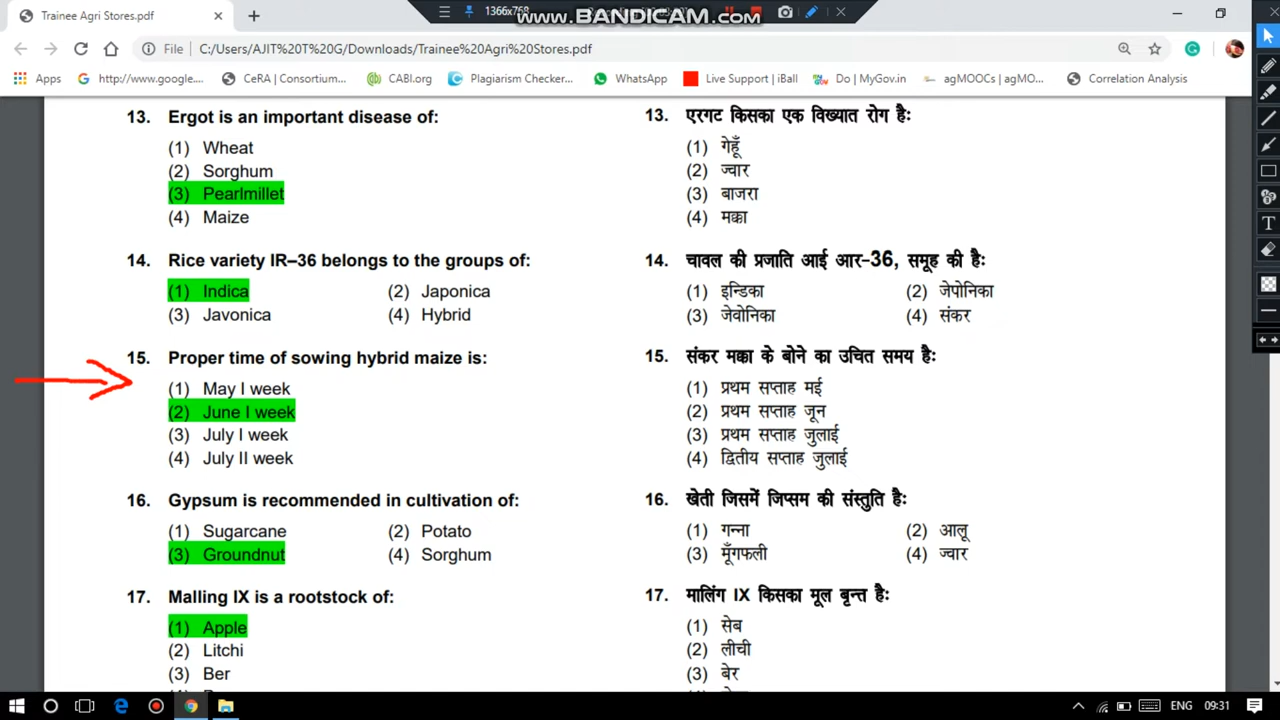 Trainee Agri Stores.pdf
1366x768
www.BANDICAM.com
File C:/Users/AJIT%20T%20G/Downloads/Trainee%20Agri%20Stores.pdf
Apps http://www.google.... CeRA | Consortium... CABI.org Plagiarism Checker... WhatsApp Live Support | iBall Do | MyGov.in agMOOCs | agMO... Correlation Analysis
13. Ergot is an important disease of:
(1) Wheat
(2) Sorghum
(3) Pearlmillet
(4) Maize
14. Rice variety IR–36 belongs to the groups of:
(1) Indica (2) Japonica
(3) Javonica (4) Hybrid
15. Proper time of sowing hybrid maize is:
(1) May I week
(2) June I week
(3) July I week
(4) July II week
16. Gypsum is recommended in cultivation of:
(1) Sugarcane (2) Potato
(3) Groundnut (4) Sorghum
17. Malling IX is a rootstock of:
(1) Apple
(2) Litchi
(3) Ber
13. एरगट किसका एक विख्यात रोग है:
(1) गेहूँ
(2) ज्वार
(3) बाजरा
(4) मक्का
14. चावल की प्रजाति आई आर–36, समूह की है:
(1) इन्डिका (2) जेपोनिका
(3) जेवोनिका (4) संकर
15. संकर मक्का के बोने का उचित समय है:
(1) प्रथम सप्ताह मई
(2) प्रथम सप्ताह जून
(3) प्रथम सप्ताह जुलाई
(4) द्वितीय सप्ताह जुलाई
16. खेती जिसमें जिप्सम की संस्तुति है:
(1) गन्ना (2) आलू
(3) मूँगफली (4) ज्वार
17. मालिंग IX किसका मूल बृन्त है:
(1) सेब
(2) लीची
(3) बेर
ENG 09:31